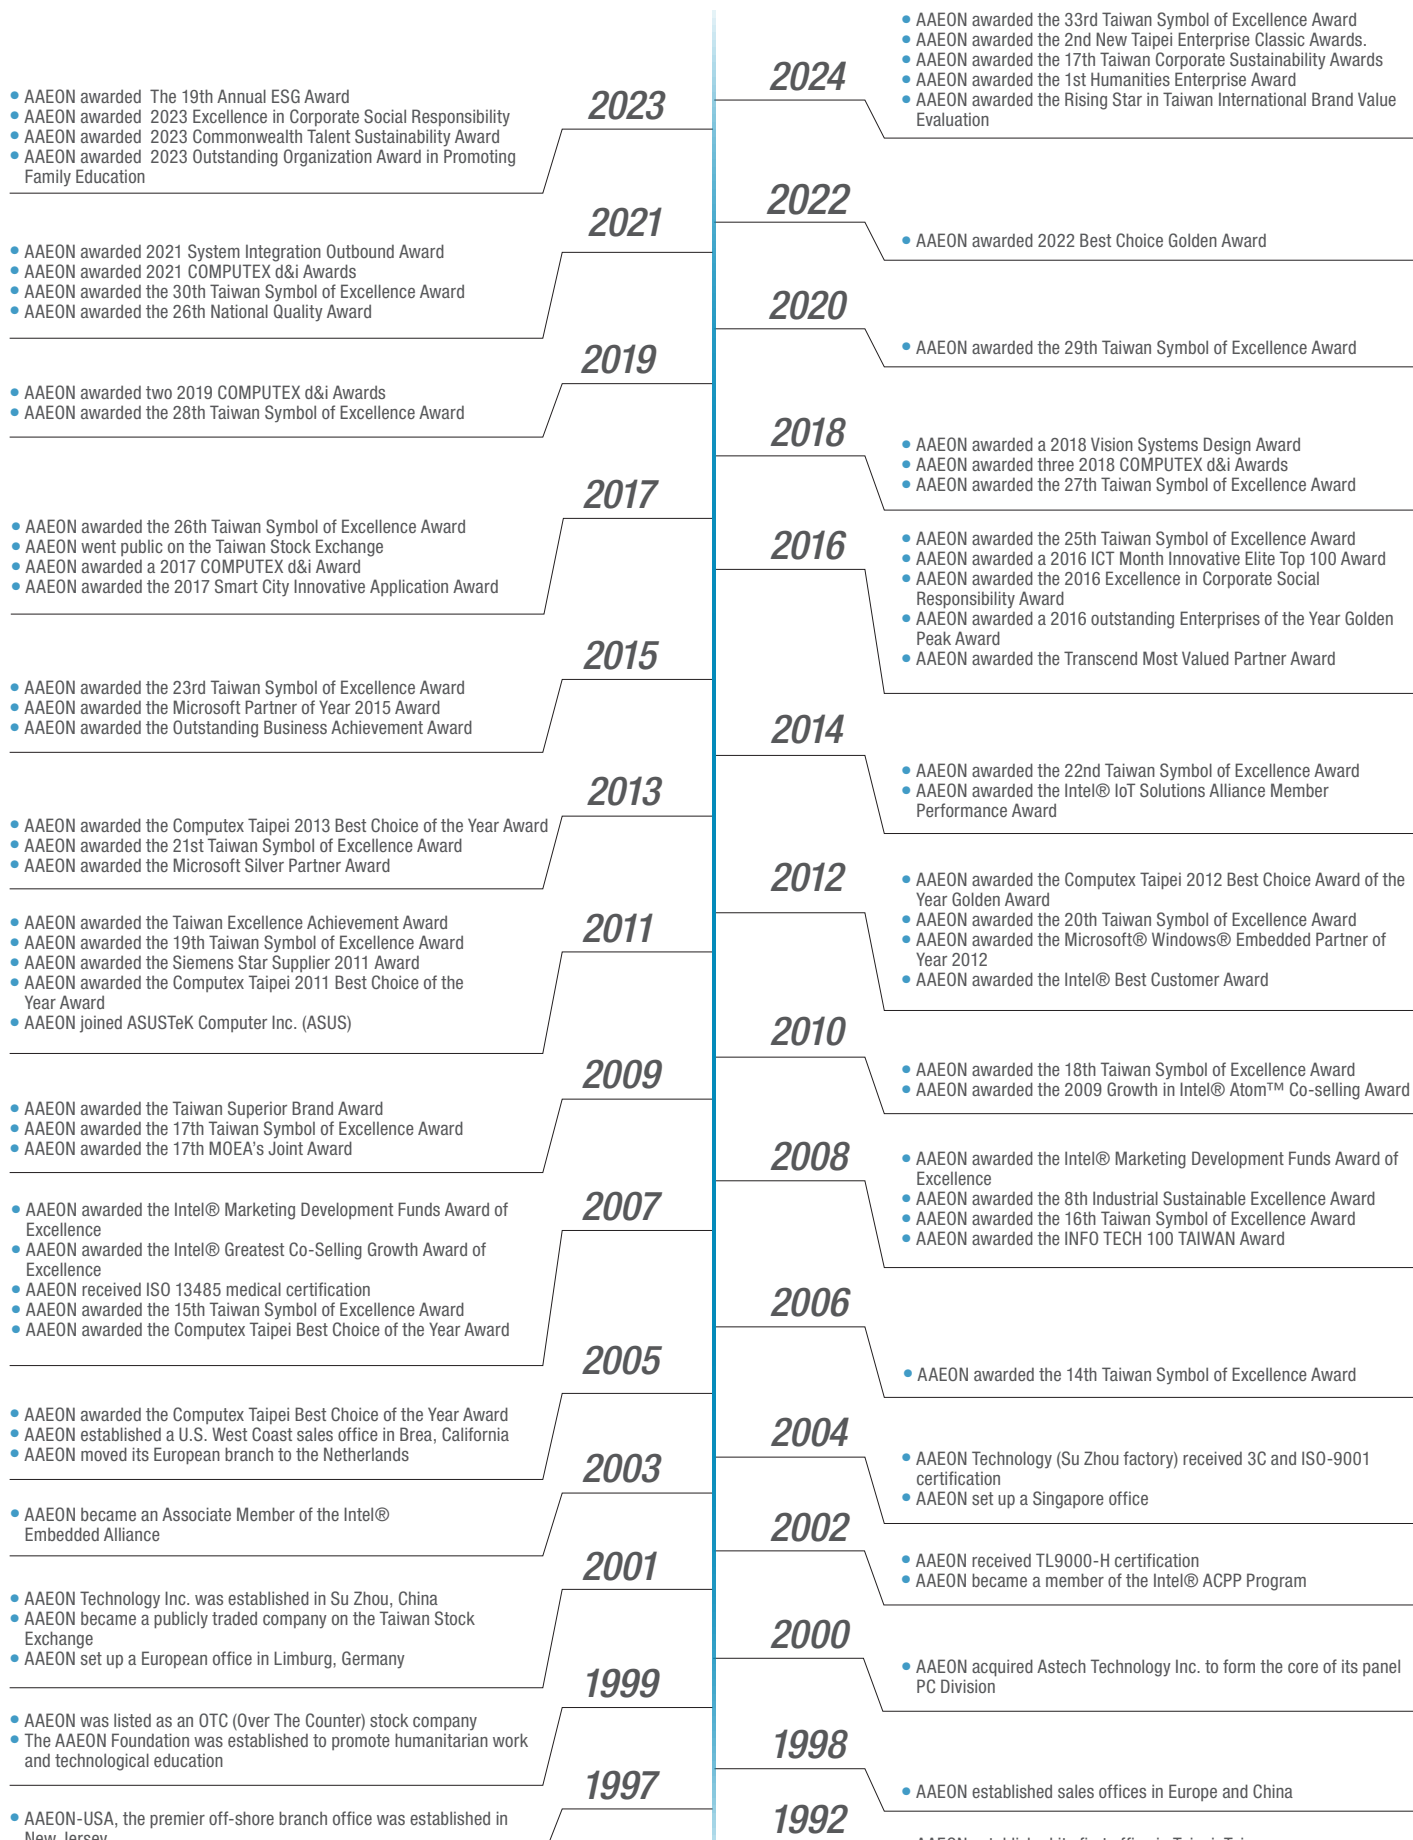 2024
AAEON awarded the 33rd Taiwan Symbol of Excellence Award
AAEON awarded the 2nd New Taipei Enterprise Classic Awards.
AAEON awarded the 17th Taiwan Corporate Sustainability Awards
AAEON awarded the 1st Humanities Enterprise Award
AAEON awarded the Rising Star in Taiwan International Brand Value
Evaluation
2023
AAEON awarded The 19th Annual ESG Award
AAEON awarded 2023 Excellence in Corporate Social Responsibility
AAEON awarded 2023 Commonwealth Talent Sustainability Award
AAEON awarded 2023 Outstanding Organization Award in Promoting
Family Education
2022
AAEON awarded 2022 Best Choice Golden Award
2021
AAEON awarded 2021 System Integration Outbound Award
AAEON awarded 2021 COMPUTEX d&i Awards
AAEON awarded the 30th Taiwan Symbol of Excellence Award
AAEON awarded the 26th National Quality Award
2020
AAEON awarded the 29th Taiwan Symbol of Excellence Award
2019
AAEON awarded two 2019 COMPUTEX d&i Awards
AAEON awarded the 28th Taiwan Symbol of Excellence Award
2018
AAEON awarded a 2018 Vision Systems Design Award
AAEON awarded three 2018 COMPUTEX d&i Awards
AAEON awarded the 27th Taiwan Symbol of Excellence Award
2017
AAEON awarded the 26th Taiwan Symbol of Excellence Award
AAEON went public on the Taiwan Stock Exchange
AAEON awarded a 2017 COMPUTEX d&i Award
AAEON awarded the 2017 Smart City Innovative Application Award
2016
AAEON awarded the 25th Taiwan Symbol of Excellence Award
AAEON awarded a 2016 ICT Month Innovative Elite Top 100 Award
AAEON awarded the 2016 Excellence in Corporate Social
Responsibility Award
AAEON awarded a 2016 outstanding Enterprises of the Year Golden
Peak Award
AAEON awarded the Transcend Most Valued Partner Award
2015
AAEON awarded the 23rd Taiwan Symbol of Excellence Award
AAEON awarded the Microsoft Partner of Year 2015 Award
AAEON awarded the Outstanding Business Achievement Award
2014
AAEON awarded the 22nd Taiwan Symbol of Excellence Award
AAEON awarded the Intel® IoT Solutions Alliance Member
Performance Award
2013
AAEON awarded the Computex Taipei 2013 Best Choice of the Year Award
AAEON awarded the 21st Taiwan Symbol of Excellence Award
AAEON awarded the Microsoft Silver Partner Award
2012
AAEON awarded the Computex Taipei 2012 Best Choice Award of the
Year Golden Award
AAEON awarded the 20th Taiwan Symbol of Excellence Award
AAEON awarded the Microsoft® Windows® Embedded Partner of
Year 2012
AAEON awarded the Intel® Best Customer Award
2011
AAEON awarded the Taiwan Excellence Achievement Award
AAEON awarded the 19th Taiwan Symbol of Excellence Award
AAEON awarded the Siemens Star Supplier 2011 Award
AAEON awarded the Computex Taipei 2011 Best Choice of the
Year Award
AAEON joined ASUSTeK Computer Inc. (ASUS)
2010
AAEON awarded the 18th Taiwan Symbol of Excellence Award
AAEON awarded the 2009 Growth in Intel® Atom™ Co-selling Award
2009
AAEON awarded the Taiwan Superior Brand Award
AAEON awarded the 17th Taiwan Symbol of Excellence Award
AAEON awarded the 17th MOEA's Joint Award
2008
AAEON awarded the Intel® Marketing Development Funds Award of
Excellence
AAEON awarded the 8th Industrial Sustainable Excellence Award
AAEON awarded the 16th Taiwan Symbol of Excellence Award
AAEON awarded the INFO TECH 100 TAIWAN Award
2007
AAEON awarded the Intel® Marketing Development Funds Award of
Excellence
AAEON awarded the Intel® Greatest Co-Selling Growth Award of
Excellence
AAEON received ISO 13485 medical certification
AAEON awarded the 15th Taiwan Symbol of Excellence Award
AAEON awarded the Computex Taipei Best Choice of the Year Award
2006
AAEON awarded the 14th Taiwan Symbol of Excellence Award
2005
AAEON awarded the Computex Taipei Best Choice of the Year Award
AAEON established a U.S. West Coast sales office in Brea, California
AAEON moved its European branch to the Netherlands
2004
AAEON Technology (Su Zhou factory) received 3C and ISO-9001
certification
AAEON set up a Singapore office
2003
AAEON became an Associate Member of the Intel®
Embedded Alliance
2002
AAEON received TL9000-H certification
AAEON became a member of the Intel® ACPP Program
2001
AAEON Technology Inc. was established in Su Zhou, China
AAEON became a publicly traded company on the Taiwan Stock
Exchange
AAEON set up a European office in Limburg, Germany
2000
AAEON acquired Astech Technology Inc. to form the core of its panel
PC Division
1999
AAEON was listed as an OTC (Over The Counter) stock company
The AAEON Foundation was established to promote humanitarian work
and technological education
1998
AAEON established sales offices in Europe and China
1997
AAEON-USA, the premier off-shore branch office was established in
New Jersey
1992